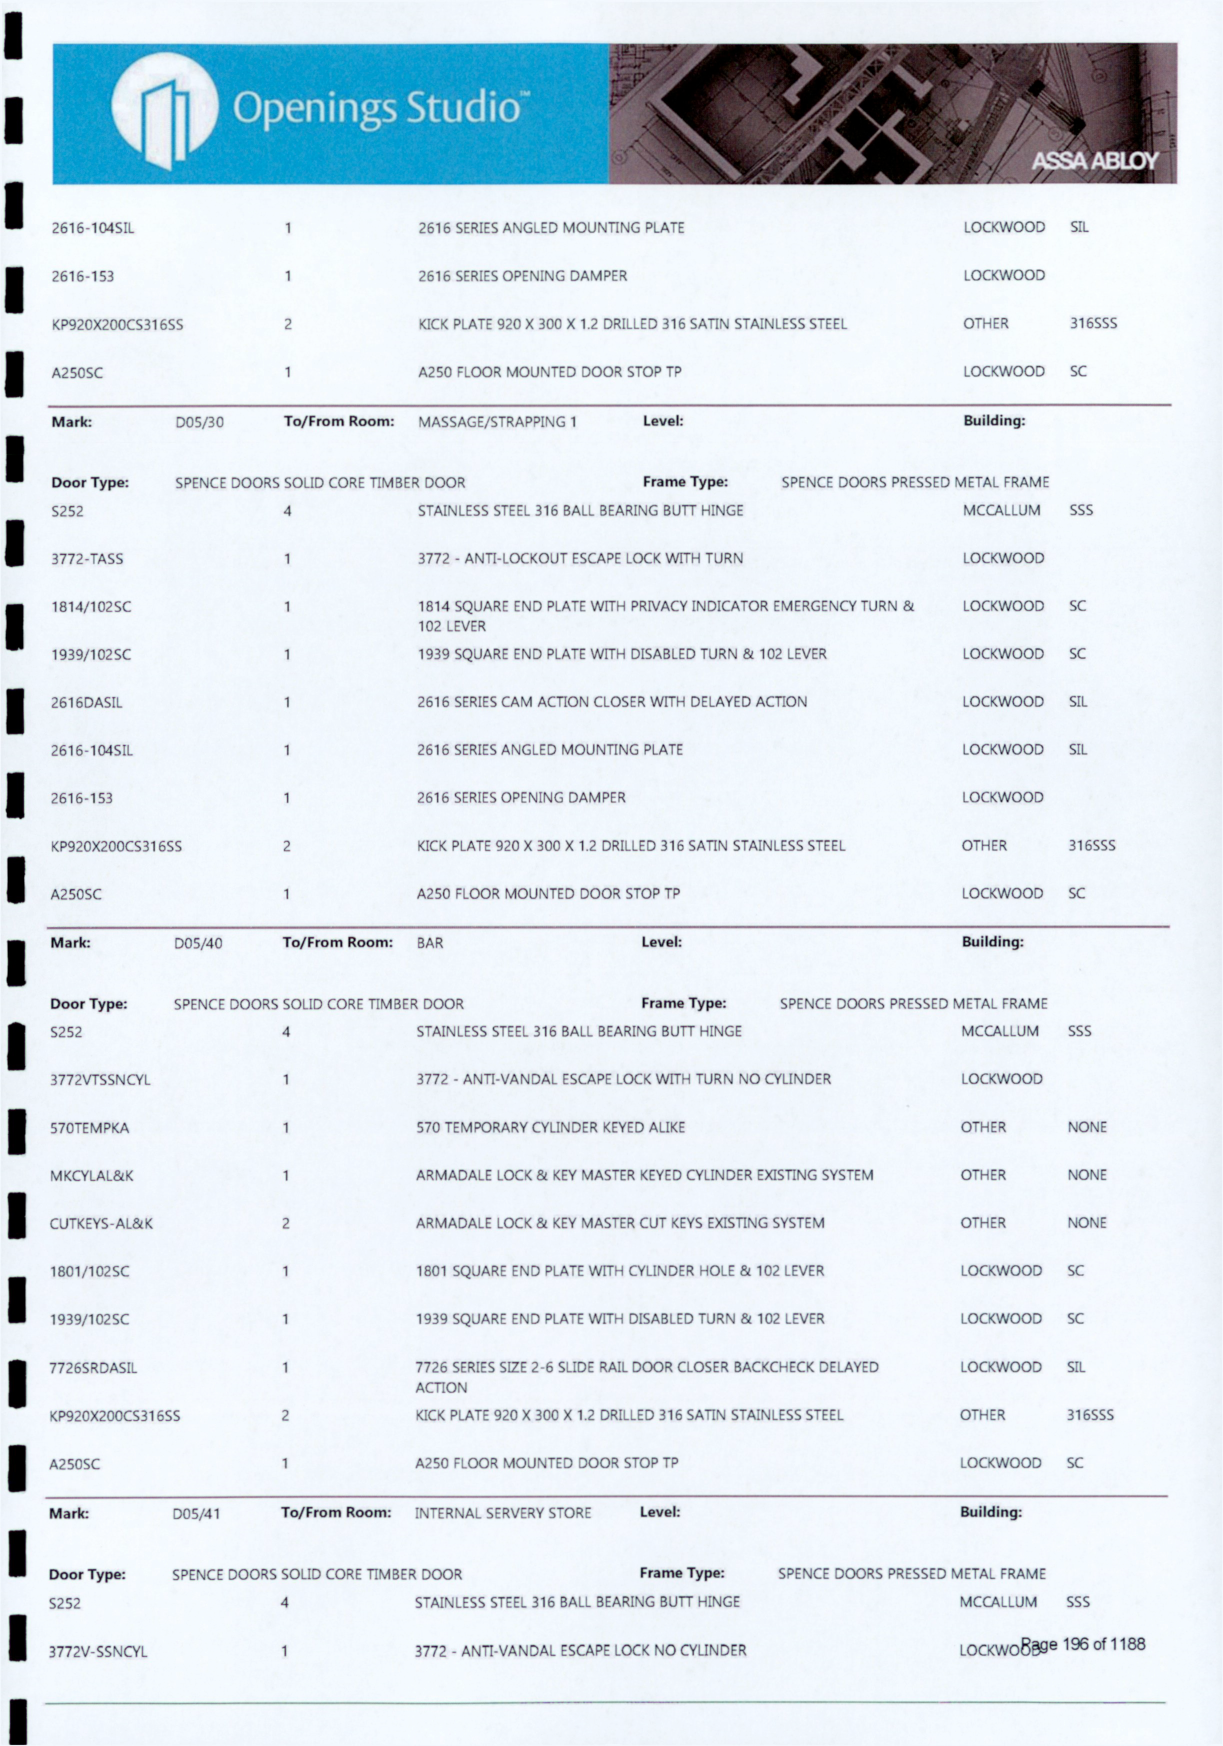 Openings Studio™
ASSA ABLOY
2616-104SIL 1 2616 SERIES ANGLED MOUNTING PLATE LOCKWOOD SIL
2616-153 1 2616 SERIES OPENING DAMPER LOCKWOOD
KP920X200CS316SS 2 KICK PLATE 920 X 300 X 1.2 DRILLED 316 SATIN STAINLESS STEEL OTHER 316SSS
A250SC 1 A250 FLOOR MOUNTED DOOR STOP TP LOCKWOOD SC
Mark: D05/30 To/From Room: MASSAGE/STRAPPING 1 Level: Building:
Door Type: SPENCE DOORS SOLID CORE TIMBER DOOR Frame Type: SPENCE DOORS PRESSED METAL FRAME
S252 4 STAINLESS STEEL 316 BALL BEARING BUTT HINGE MCCALLUM SSS
3772-TASS 1 3772 - ANTI-LOCKOUT ESCAPE LOCK WITH TURN LOCKWOOD
1814/102SC 1 1814 SQUARE END PLATE WITH PRIVACY INDICATOR EMERGENCY TURN & LOCKWOOD SC
102 LEVER
1939/102SC 1 1939 SQUARE END PLATE WITH DISABLED TURN & 102 LEVER LOCKWOOD SC
2616DASIL 1 2616 SERIES CAM ACTION CLOSER WITH DELAYED ACTION LOCKWOOD SIL
2616-104SIL 1 2616 SERIES ANGLED MOUNTING PLATE LOCKWOOD SIL
2616-153 1 2616 SERIES OPENING DAMPER LOCKWOOD
KP920X200CS316SS 2 KICK PLATE 920 X 300 X 1.2 DRILLED 316 SATIN STAINLESS STEEL OTHER 316SSS
A250SC 1 A250 FLOOR MOUNTED DOOR STOP TP LOCKWOOD SC
Mark: D05/40 To/From Room: BAR Level: Building:
Door Type: SPENCE DOORS SOLID CORE TIMBER DOOR Frame Type: SPENCE DOORS PRESSED METAL FRAME
S252 4 STAINLESS STEEL 316 BALL BEARING BUTT HINGE MCCALLUM SSS
3772VTSSNCYL 1 3772 - ANTI-VANDAL ESCAPE LOCK WITH TURN NO CYLINDER LOCKWOOD
570TEMPKA 1 570 TEMPORARY CYLINDER KEYED ALIKE OTHER NONE
MKCYLAL&K 1 ARMADALE LOCK & KEY MASTER KEYED CYLINDER EXISTING SYSTEM OTHER NONE
CUTKEYS-AL&K 2 ARMADALE LOCK & KEY MASTER CUT KEYS EXISTING SYSTEM OTHER NONE
1801/102SC 1 1801 SQUARE END PLATE WITH CYLINDER HOLE & 102 LEVER LOCKWOOD SC
1939/102SC 1 1939 SQUARE END PLATE WITH DISABLED TURN & 102 LEVER LOCKWOOD SC
7726SRDASIL 1 7726 SERIES SIZE 2-6 SLIDE RAIL DOOR CLOSER BACKCHECK DELAYED LOCKWOOD SIL
ACTION
KP920X200CS316SS 2 KICK PLATE 920 X 300 X 1.2 DRILLED 316 SATIN STAINLESS STEEL OTHER 316SSS
A250SC 1 A250 FLOOR MOUNTED DOOR STOP TP LOCKWOOD SC
Mark: D05/41 To/From Room: INTERNAL SERVERY STORE Level: Building:
Door Type: SPENCE DOORS SOLID CORE TIMBER DOOR Frame Type: SPENCE DOORS PRESSED METAL FRAME
S252 4 STAINLESS STEEL 316 BALL BEARING BUTT HINGE MCCALLUM SSS
3772V-SSNCYL 1 3772 - ANTI-VANDAL ESCAPE LOCK NO CYLINDER LOCKWOOD
Page 196 of 1188